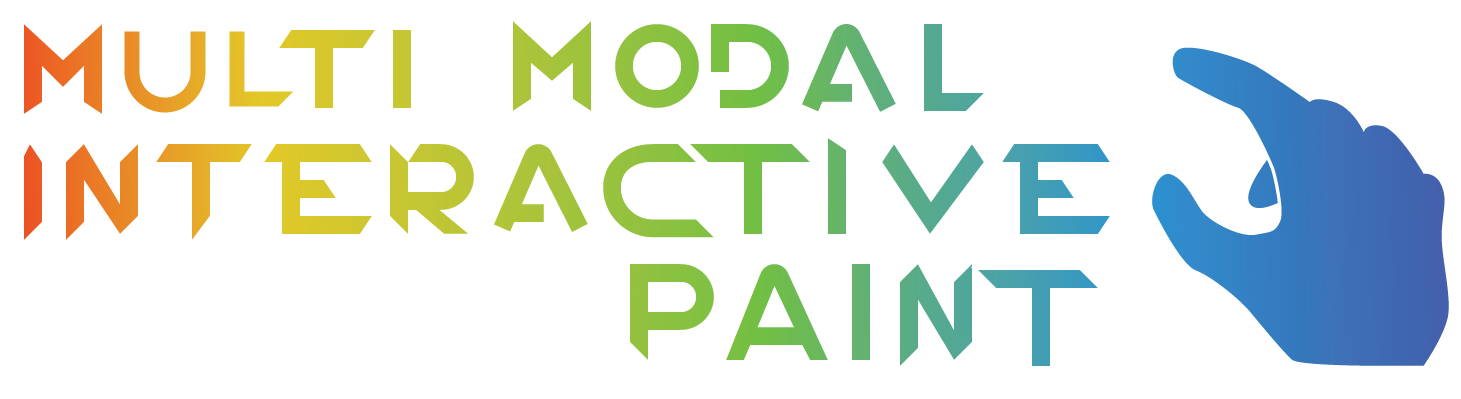 MULTI MODAL
INTERACTIVE
PAINT